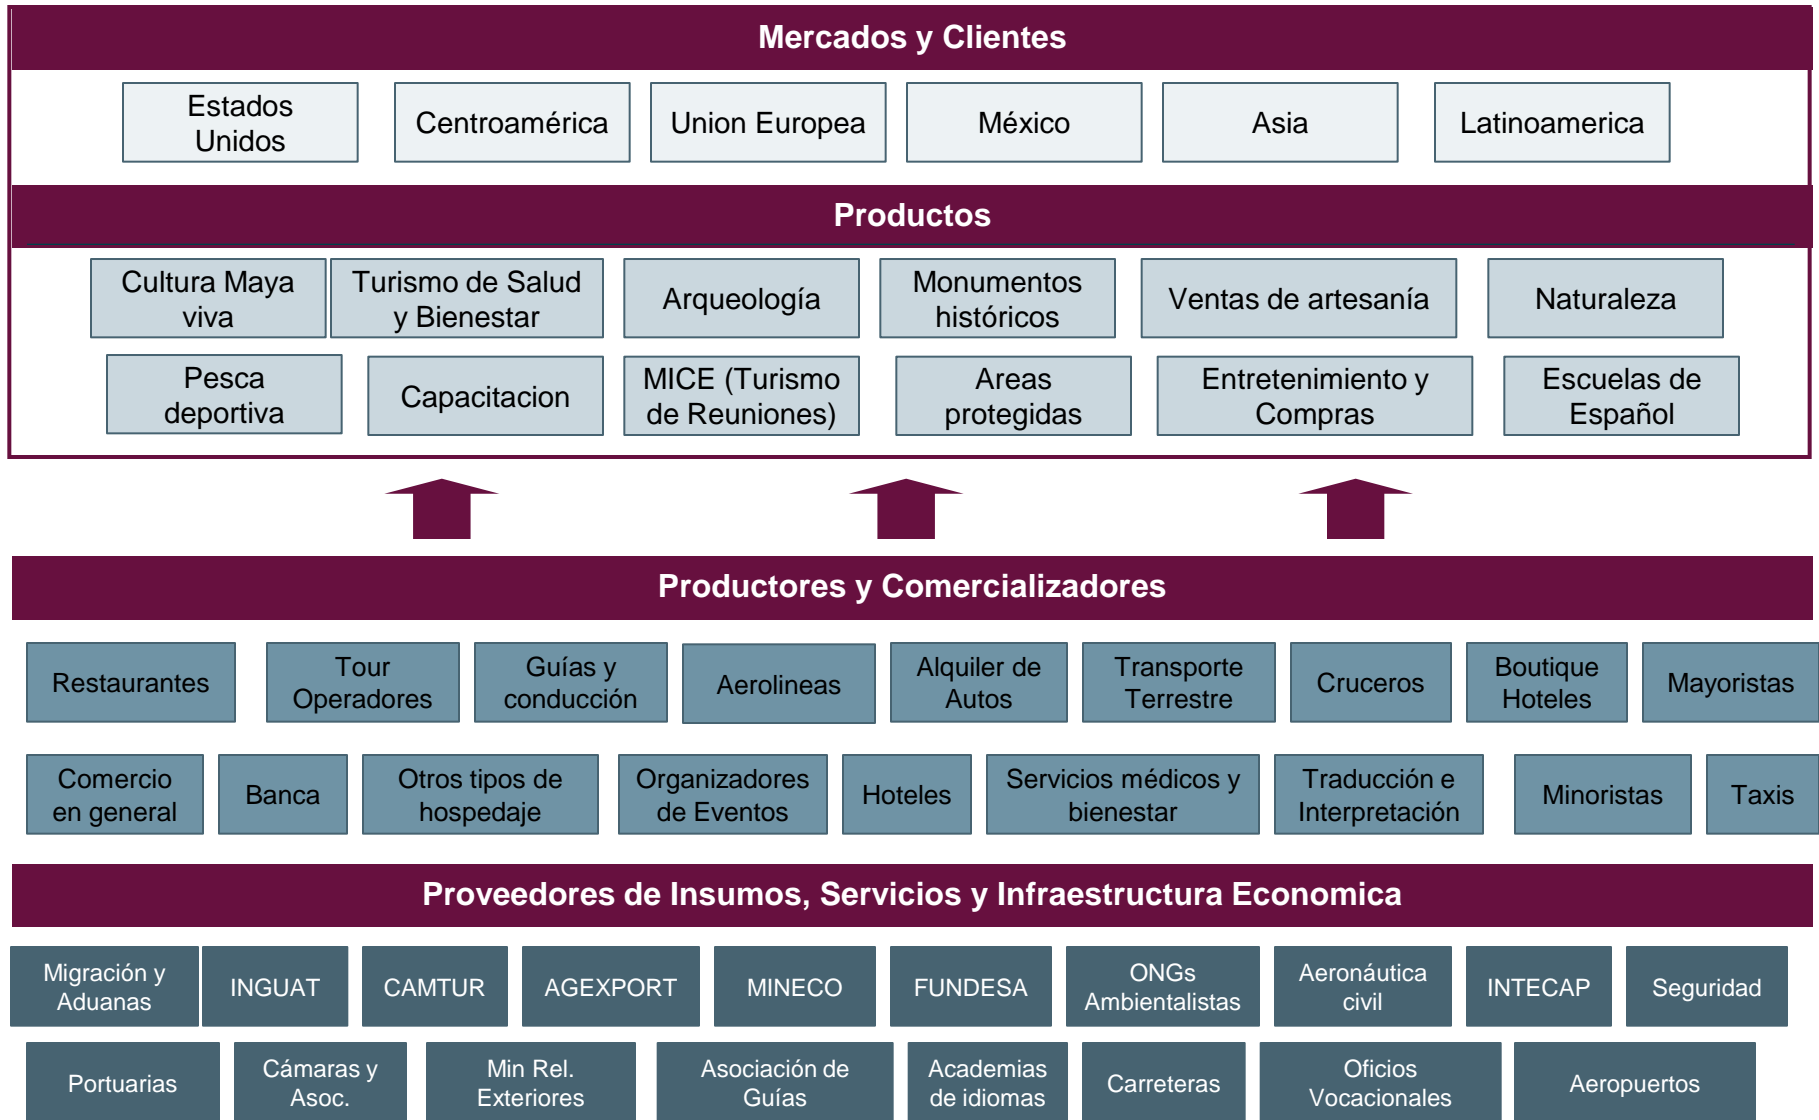 Mercados y Clientes
Estados
Unidos
Centroamérica
Union Europea
México
Asia
Latinoamerica
Productos
Cultura Maya
viva
Turismo de Salud
y Bienestar
Arqueología
Monumentos
históricos
Ventas de artesanía
Naturaleza
Pesca
deportiva
Capacitacion
MICE (Turismo
de Reuniones)
Areas
protegidas
Entretenimiento y
Compras
Escuelas de
Español
Productores y Comercializadores
Restaurantes
Tour
Operadores
Guías y
conducción
Aerolineas
Alquiler de
Autos
Transporte
Terrestre
Cruceros
Boutique
Hoteles
Mayoristas
Comercio
en general
Banca
Otros tipos de
hospedaje
Organizadores
de Eventos
Hoteles
Servicios médicos y
bienestar
Traducción e
Interpretación
Minoristas
Taxis
Proveedores de Insumos, Servicios y Infraestructura Economica
Migración y
Aduanas
INGUAT
CAMTUR
AGEXPORT
MINECO
FUNDESA
ONGs
Ambientalistas
Aeronáutica
civil
INTECAP
Seguridad
Portuarias
Cámaras y
Asoc.
Min Rel.
Exteriores
Asociación de
Guías
Academias
de idiomas
Carreteras
Oficios
Vocacionales
Aeropuertos